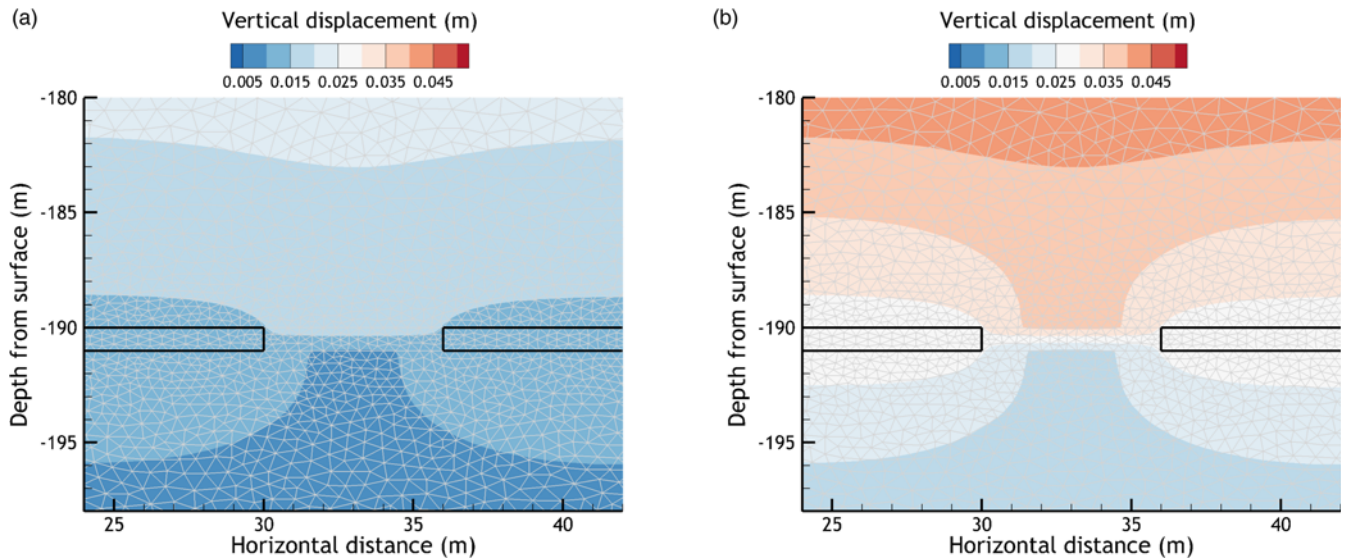 (a)
Vertical displacement (m)
0.005 0.015 0.025 0.035 0.045
-180
-185
-190
-195
Depth from surface (m)
25 30 35 40
Horizontal distance (m)
(b)
Vertical displacement (m)
0.005 0.015 0.025 0.035 0.045
-180
-185
-190
-195
Depth from surface (m)
25 30 35 40
Horizontal distance (m)